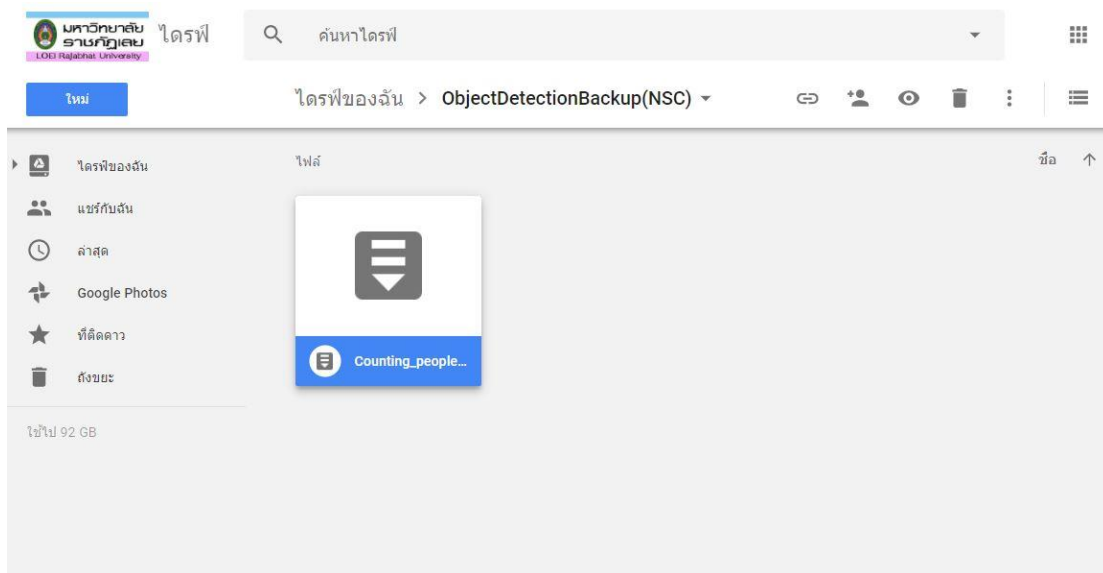 มหาวิทยาลัย
ราชภัฏเลย
LOEI Rajabhat University
ไดรฟ์
ค้นหาไดรฟ์
ใหม่
ไดรฟ์ของฉัน > ObjectDetectionBackup(NSC)
ไดรฟ์ของฉัน
แชร์กับฉัน
ล่าสุด
Google Photos
ที่ติดดาว
ถังขยะ
ใช้ไป 92 GB
ไฟล์
ชื่อ
Counting_people...